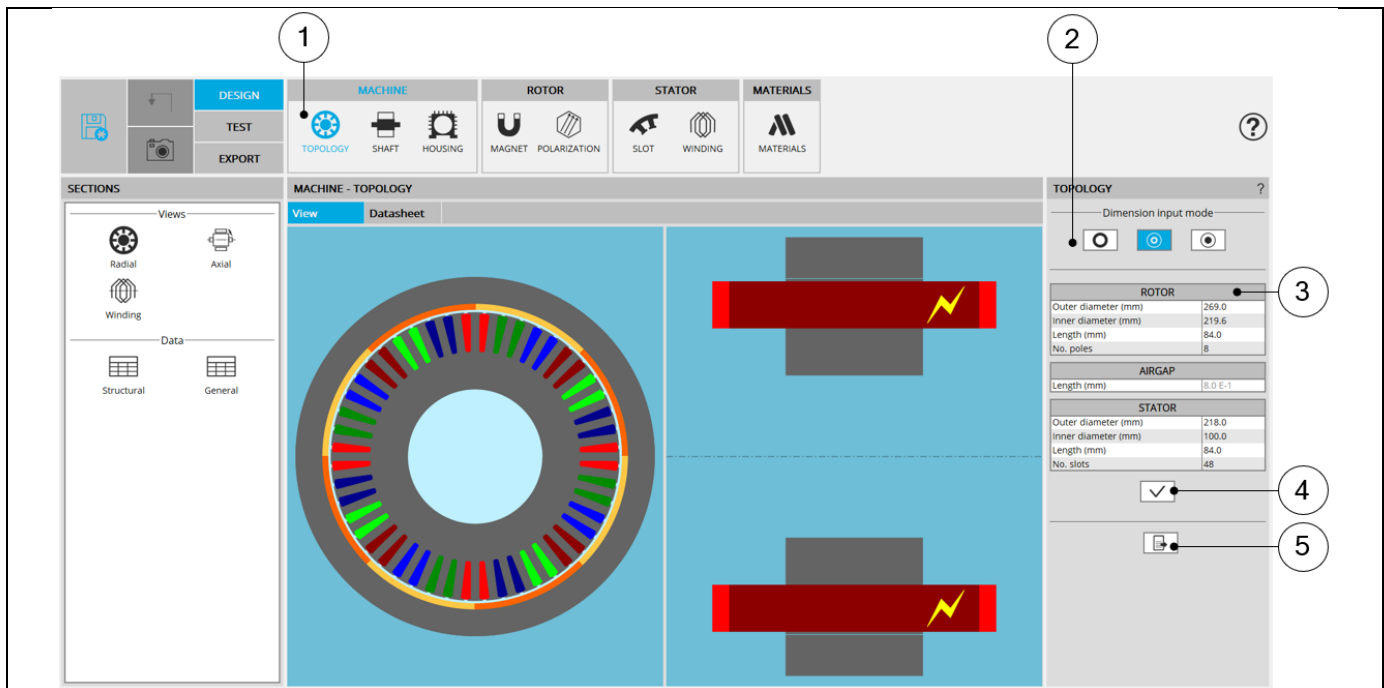 1
2
DESIGN
TEST
EXPORT
MACHINE
TOPOLOGY
SHAFT
HOUSING
ROTOR
MAGNET
POLARIZATION
STATOR
SLOT
WINDING
MATERIALS
MATERIALS
?
SECTIONS
Views
Radial
Axial
Winding
Data
Structural
General
MACHINE - TOPOLOGY
View
Datasheet
TOPOLOGY ?
Dimension input mode
ROTOR
Outer diameter (mm) 269.0
Inner diameter (mm) 219.6
Length (mm) 84.0
No. poles 8
3
AIRGAP
Length (mm) 8.0 E-1
STATOR
Outer diameter (mm) 218.0
Inner diameter (mm) 100.0
Length (mm) 84.0
No. slots 48
4
5